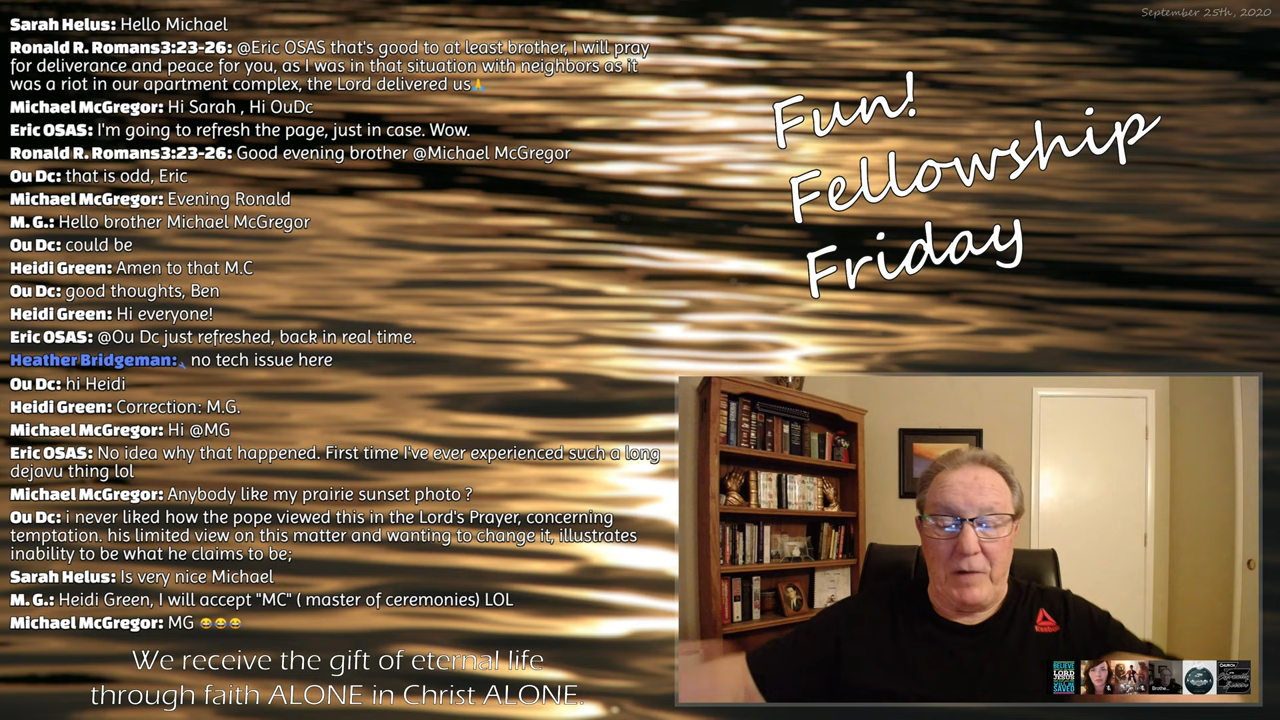 September 25th, 2020
Sarah Helus: Hello Michael
Ronald R. Romans3:23-26: @Eric OSAS that's good to at least brother, I will pray
for deliverance and peace for you, as I was in that situation with neighbors as it
was a riot in our apartment complex, the Lord delivered us🙏
Michael McGregor: Hi Sarah , Hi OuDc
Eric OSAS: I'm going to refresh the page, just in case. Wow.
Ronald R. Romans3:23-26: Good evening brother @Michael McGregor
Ou Dc: that is odd, Eric
Michael McGregor: Evening Ronald
M. G.: Hello brother Michael McGregor
Ou Dc: could be
Heidi Green: Amen to that M.C
Ou Dc: good thoughts, Ben
Heidi Green: Hi everyone!
Eric OSAS: @Ou Dc just refreshed, back in real time.
Heather Bridgeman: no tech issue here
Ou Dc: hi Heidi
Heidi Green: Correction: M.G.
Michael McGregor: Hi @MG
Eric OSAS: No idea why that happened. First time I've ever experienced such a long
dejavu thing lol
Michael McGregor: Anybody like my prairie sunset photo ?
Ou Dc: i never liked how the pope viewed this in the Lord's Prayer, concerning
temptation. his limited view on this matter and wanting to change it, illustrates
inability to be what he claims to be;
Sarah Helus: Is very nice Michael
M. G.: Heidi Green, I will accept "MC" ( master of ceremonies) LOL
Michael McGregor: MG 😂😂😂
We receive the gift of eternal life
through faith ALONE in Christ ALONE.
Fun!
Fellowship
Friday
Reebok
BELIEVE
LORD
JESUS
SAVED
Brothe...
CHURCH